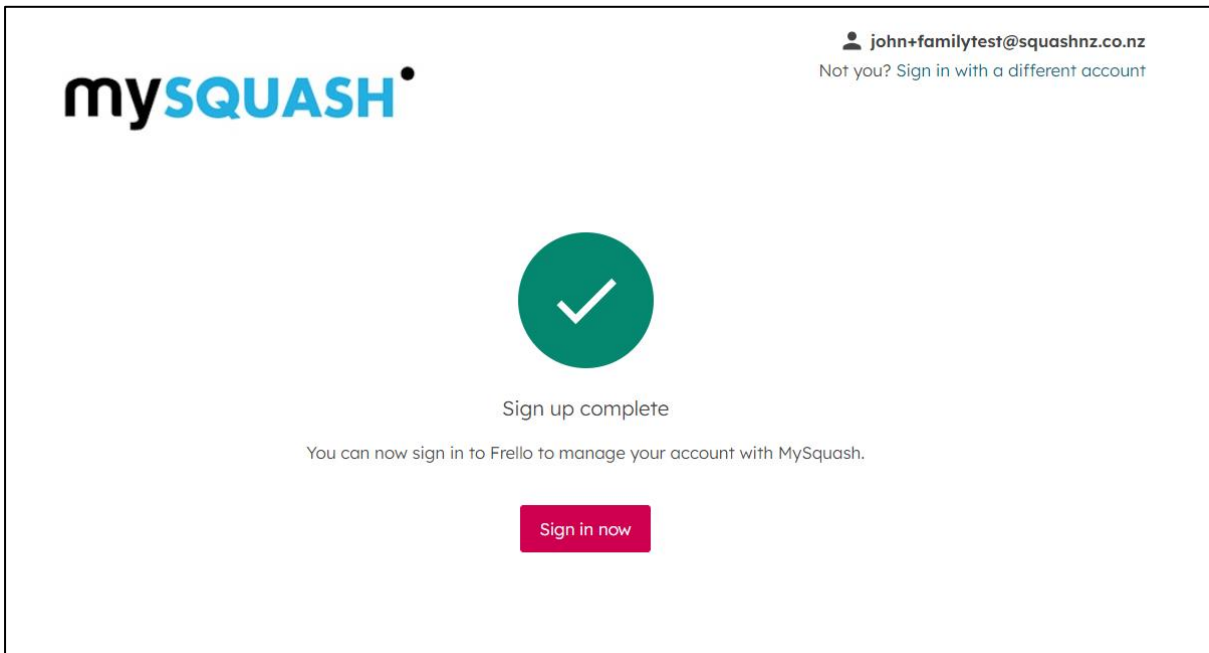 john+familytest@squashnz.co.nz
Not you? Sign in with a different account
mySQUASH
Sign up complete
You can now sign in to Frello to manage your account with MySquash.
Sign in now